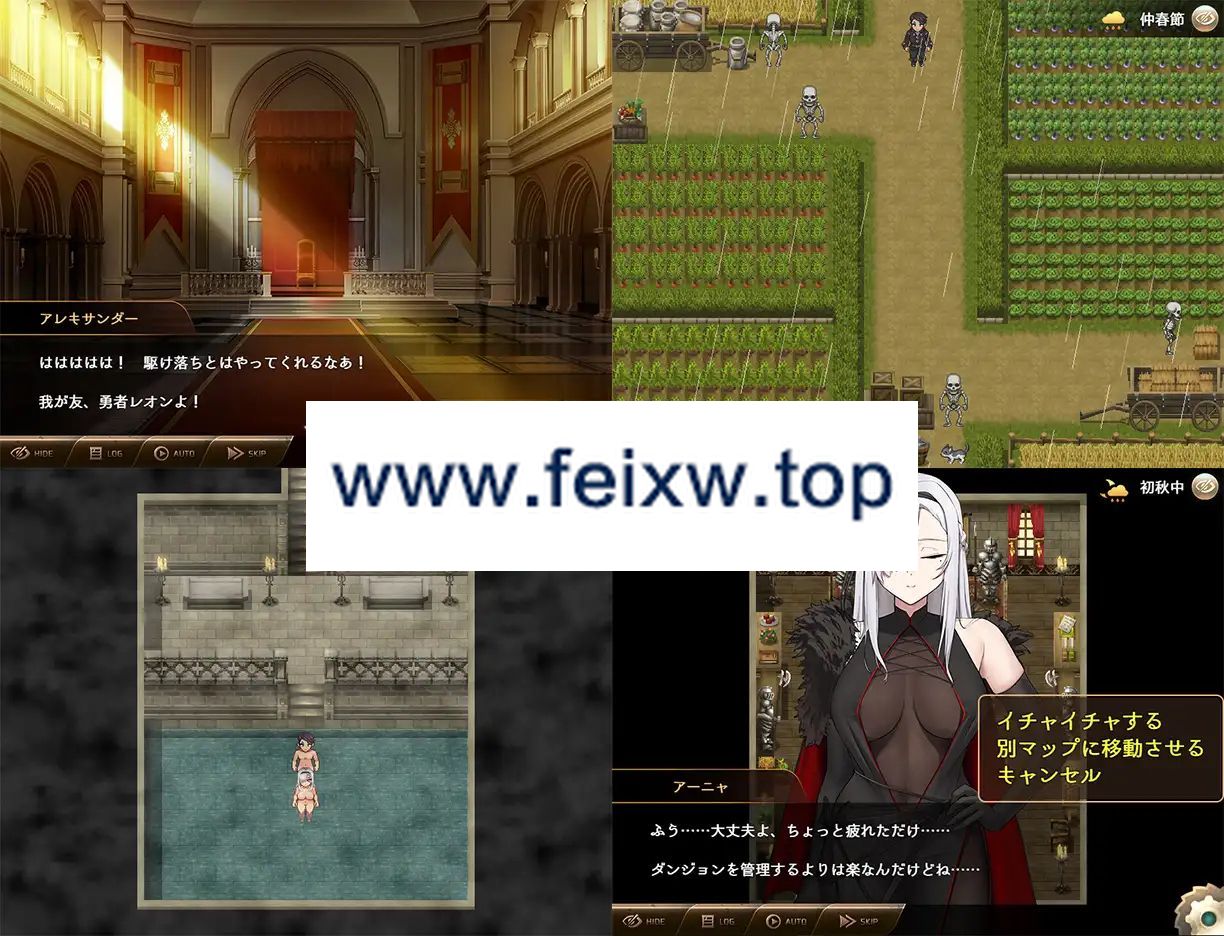 仲春節
アレキサンダー
はははははは！　駆け落ちとはやってくれるなあ！
我が友、勇者レオンよ！
HIDE LOG AUTO SKIP
www.feixw.top
初秋中
イチャイチャする
別マップに移動させる
キャンセル
アーニャ
ふう……大丈夫よ、ちょっと疲れただけ……
ダンジョンを管理するよりは楽なんだけどね……
HIDE LOG AUTO SKIP